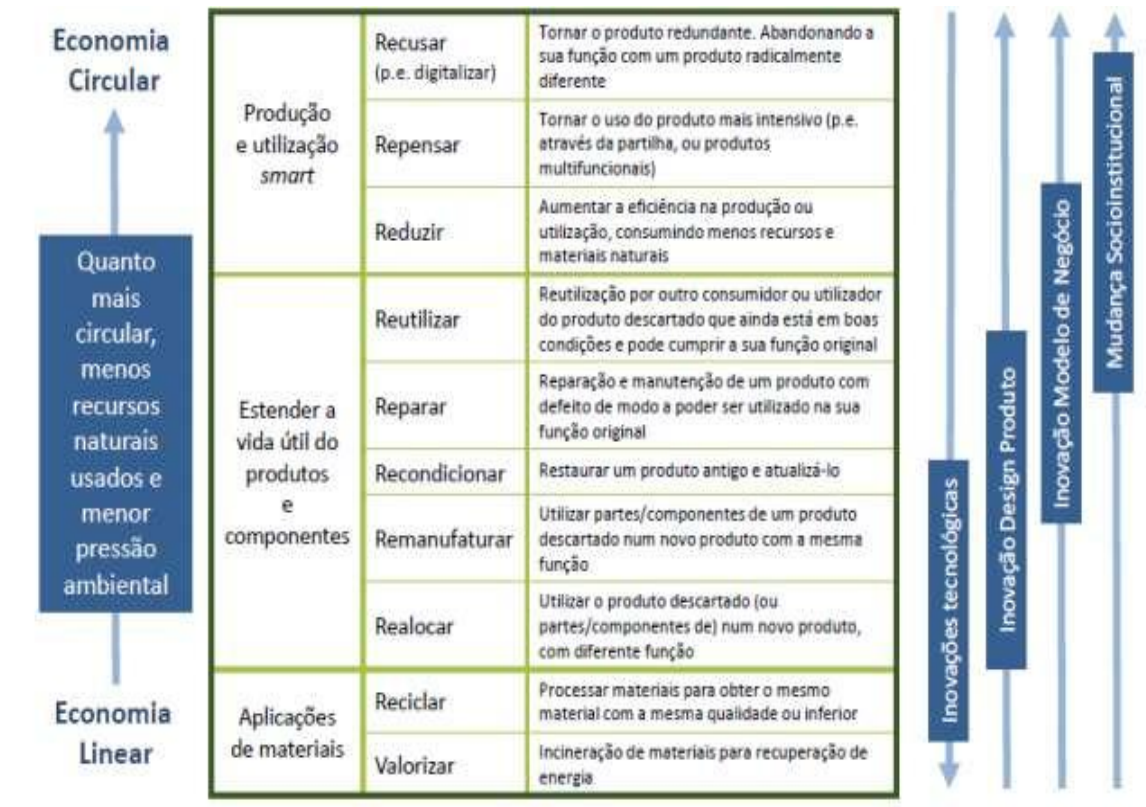 Economia
Circular
Quanto
mais
circular,
menos
recursos
naturais
usados e
menor
pressão
ambiental
Economia
Linear
Produção
e utilização
smart
Recusar
(p.e. digitalizar)
Tornar o produto redundante. Abandonando a
sua função com um produto radicalmente
diferente
Repensar
Tornar o uso do produto mais intensivo (p.e.
através da partilha, ou produtos
multifuncionais)
Reduzir
Aumentar a eficiência na produção ou
utilização, consumindo menos recursos e
materiais naturais
Estender a
vida útil do
produtos
e
componentes
Reutilizar
Reutilização por outro consumidor ou utilizador
do produto descartado que ainda está em boas
condições e pode cumprir a sua função original
Reparar
Reparação e manutenção de um produto com
defeito de modo a poder ser utilizado na sua
função original
Recondicionar
Restaurar um produto antigo e atualizá-lo
Remanufaturar
Utilizar partes/componentes de um produto
descartado num novo produto com a mesma
função
Realocar
Utilizar o produto descartado (ou
partes/componentes de) num novo produto,
com diferente função
Aplicações
de materiais
Reciclar
Processar materiais para obter o mesmo
material com a mesma qualidade ou inferior
Valorizar
Incineração de materiais para recuperação de
energia
Inovações tecnológicas
Inovação Design Produto
Inovação Modelo de Negócio
Mudança Socioinstitucional